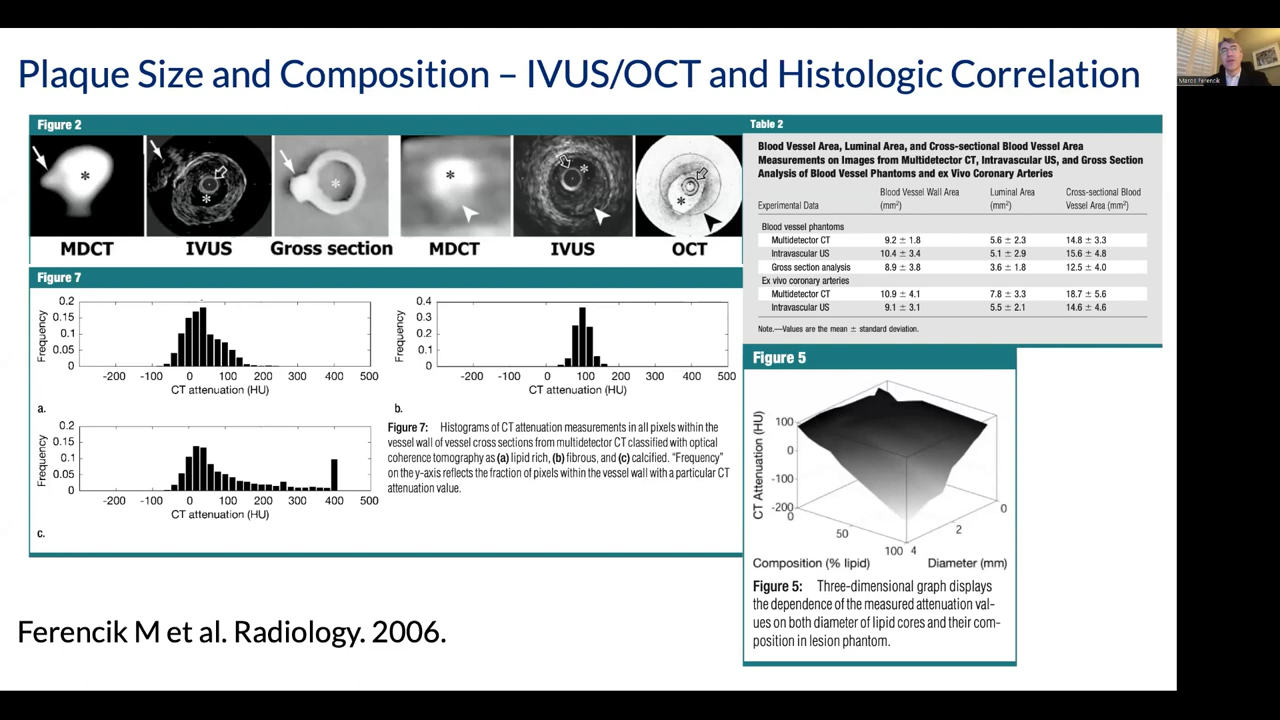 Plaque Size and Composition – IVUS/OCT and Histologic Correlation
Marcs Ferencik
Figure 2
*
*
*
*
*
*
MDCT
IVUS
Gross section
MDCT
IVUS
OCT
Figure 7
Frequency
0.2
0.15
0.1
0.05
0
-200 -100 0 100 200 300 400 500
CT attenuation (HU)
a.
Frequency
0.4
0.3
0.2
0.1
0
-200 -100 0 100 200 300 400 500
CT attenuation (HU)
b.
Frequency
0.2
0.15
0.1
0.05
0
-200 -100 0 100 200 300 400 500
CT attenuation (HU)
c.
Figure 7: Histograms of CT attenuation measurements in all pixels within the
vessel wall of vessel cross sections from multidetector CT classified with optical
coherence tomography as (a) lipid rich, (b) fibrous, and (c) calcified. “Frequency”
on the y-axis reflects the fraction of pixels within the vessel wall with a particular CT
attenuation value.
Table 2
Blood Vessel Area, Luminal Area, and Cross-sectional Blood Vessel Area
Measurements on Images from Multidetector CT, Intravascular US, and Gross Section
Analysis of Blood Vessel Phantoms and ex Vivo Coronary Arteries
Blood Vessel Wall Area Luminal Area Cross-sectional Blood
Experimental Data (mm²) (mm²) Vessel Area (mm²)
Blood vessel phantoms
Multidetector CT 9.2 ± 1.8 5.6 ± 2.3 14.8 ± 3.3
Intravascular US 10.4 ± 3.4 5.1 ± 2.9 15.6 ± 4.8
Gross section analysis 8.9 ± 3.8 3.6 ± 1.8 12.5 ± 4.0
Ex vivo coronary arteries
Multidetector CT 10.9 ± 4.1 7.8 ± 3.3 18.7 ± 5.6
Intravascular US 9.1 ± 3.1 5.5 ± 2.1 14.6 ± 4.6
Note.—Values are the mean ± standard deviation.
Figure 5
CT Attenuation (HU)
100
0
-100
-200
0
50
100
4
2
0
Composition (% lipid) Diameter (mm)
Figure 5: Three-dimensional graph displays
the dependence of the measured attenuation val-
ues on both diameter of lipid cores and their com-
position in lesion phantom.
Ferencik M et al. Radiology. 2006.